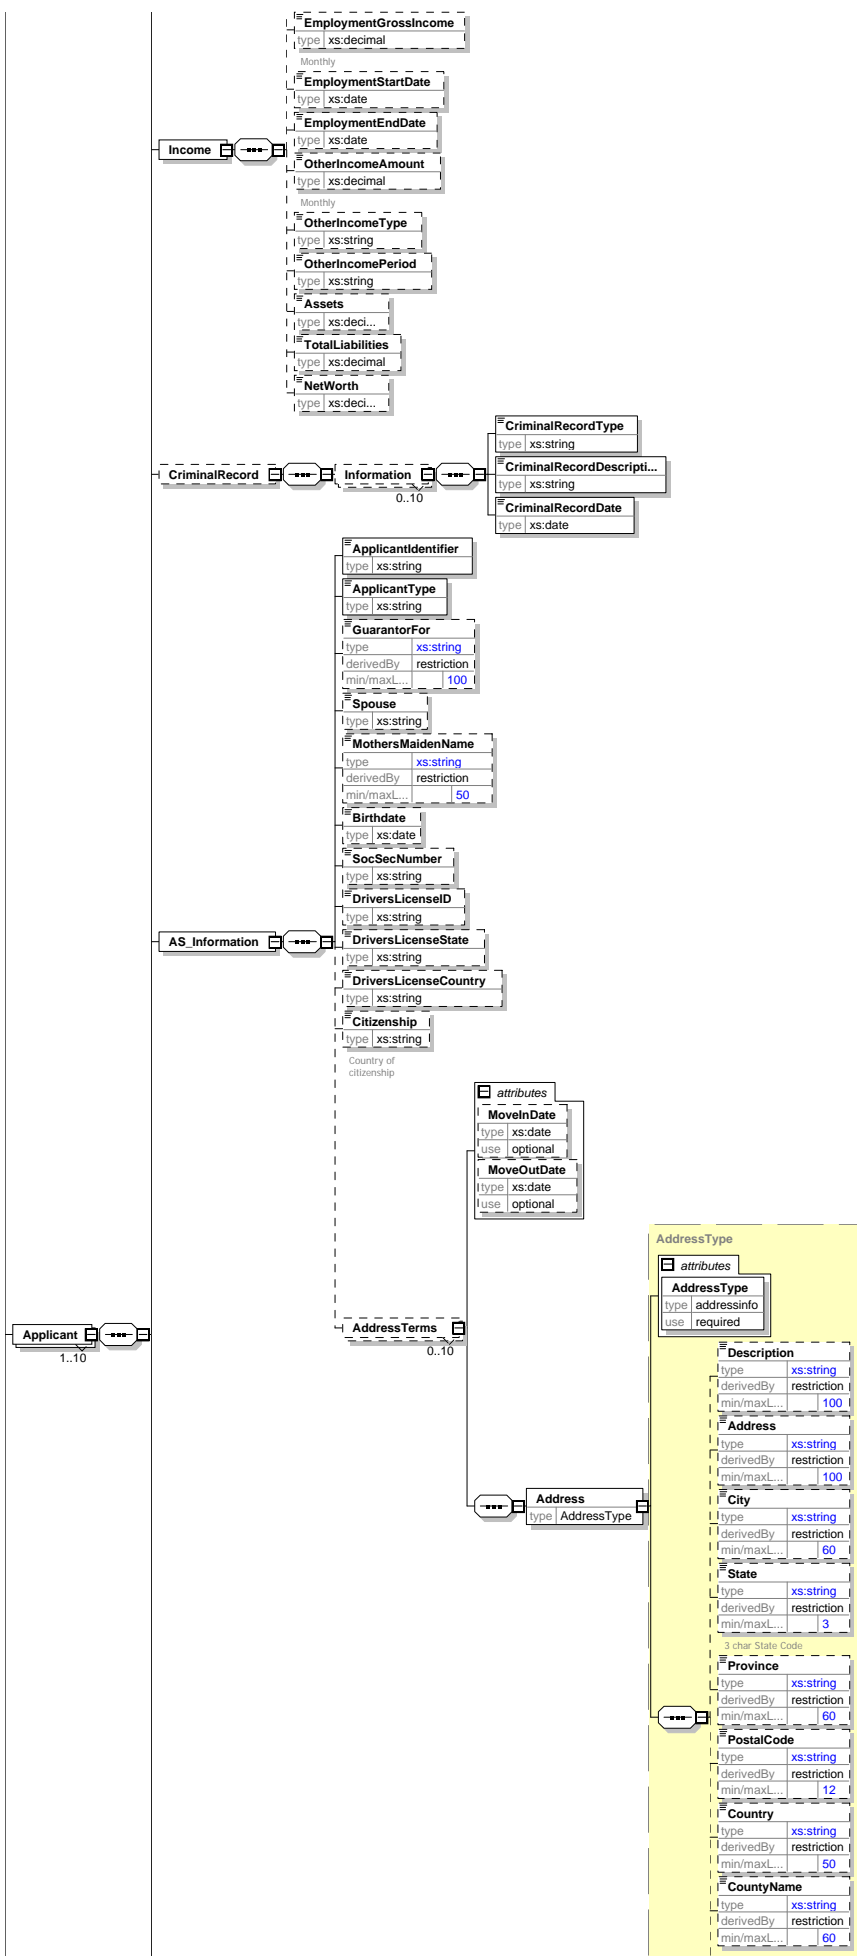 EmploymentGrossIncome
type xs:decimal
Monthly
EmploymentStartDate
type xs:date
EmploymentEndDate
type xs:date
Income
OtherIncomeAmount
type xs:decimal
Monthly
OtherIncomeType
type xs:string
OtherIncomePeriod
type xs:string
Assets
type xs:deci...
TotalLiabilities
type xs:decimal
NetWorth
type xs:deci...
CriminalRecord
Information
0..10
CriminalRecordType
type xs:string
CriminalRecordDescripti...
type xs:string
CriminalRecordDate
type xs:date
ApplicantIdentifier
type xs:string
ApplicantType
type xs:string
GuarantorFor
type xs:string
derivedBy restriction
min/maxL... 100
Spouse
type xs:string
MothersMaidenName
type xs:string
derivedBy restriction
min/maxL... 50
Birthdate
type xs:date
SocSecNumber
type xs:string
DriversLicenseID
type xs:string
AS_Information
DriversLicenseState
type xs:string
DriversLicenseCountry
type xs:string
Citizenship
type xs:string
Country of
citizenship
attributes
MoveInDate
type xs:date
use optional
MoveOutDate
type xs:date
use optional
AddressType
attributes
AddressType
type addressinfo
use required
Applicant
1..10
AddressTerms
0..10
Description
type xs:string
derivedBy restriction
min/maxL... 100
Address
type xs:string
derivedBy restriction
min/maxL... 100
Address
type AddressType
City
type xs:string
derivedBy restriction
min/maxL... 60
State
type xs:string
derivedBy restriction
min/maxL... 3
3 char State Code
Province
type xs:string
derivedBy restriction
min/maxL... 60
PostalCode
type xs:string
derivedBy restriction
min/maxL... 12
Country
type xs:string
derivedBy restriction
min/maxL... 50
CountyName
type xs:string
derivedBy restriction
min/maxL... 60